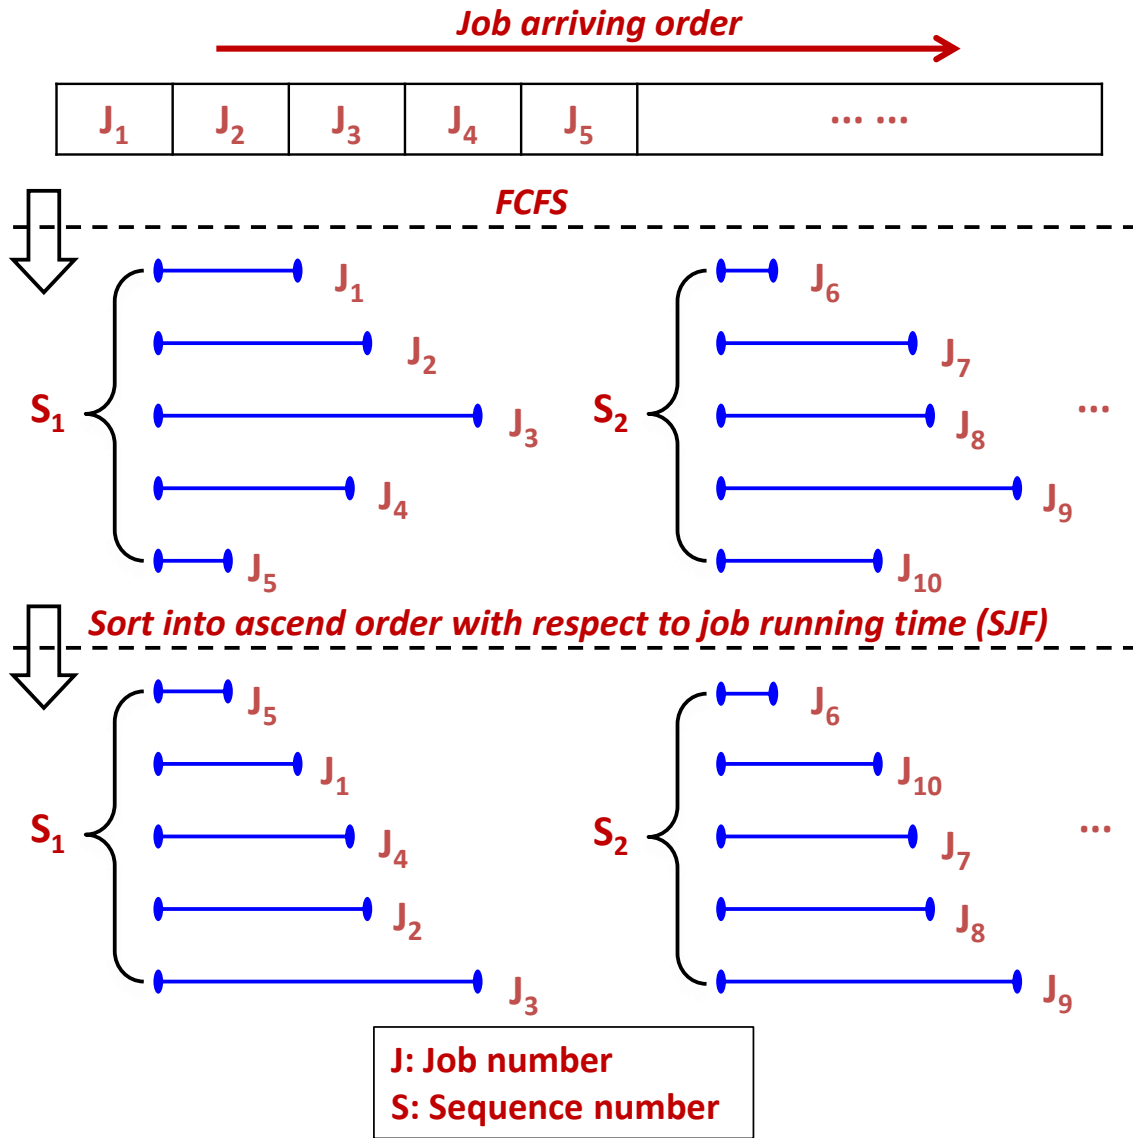 Job arriving order
J1 J2 J3 J4 J5 ... ...
FCFS
J1 J6
J2 J7
S1 J3 S2 J8 ...
J4 J9
J5 J10
Sort into ascend order with respect to job running time (SJF)
J5 J6
J1 J10
S1 J4 S2 J7 ...
J2 J8
J3 J9
J: Job number
S: Sequence number